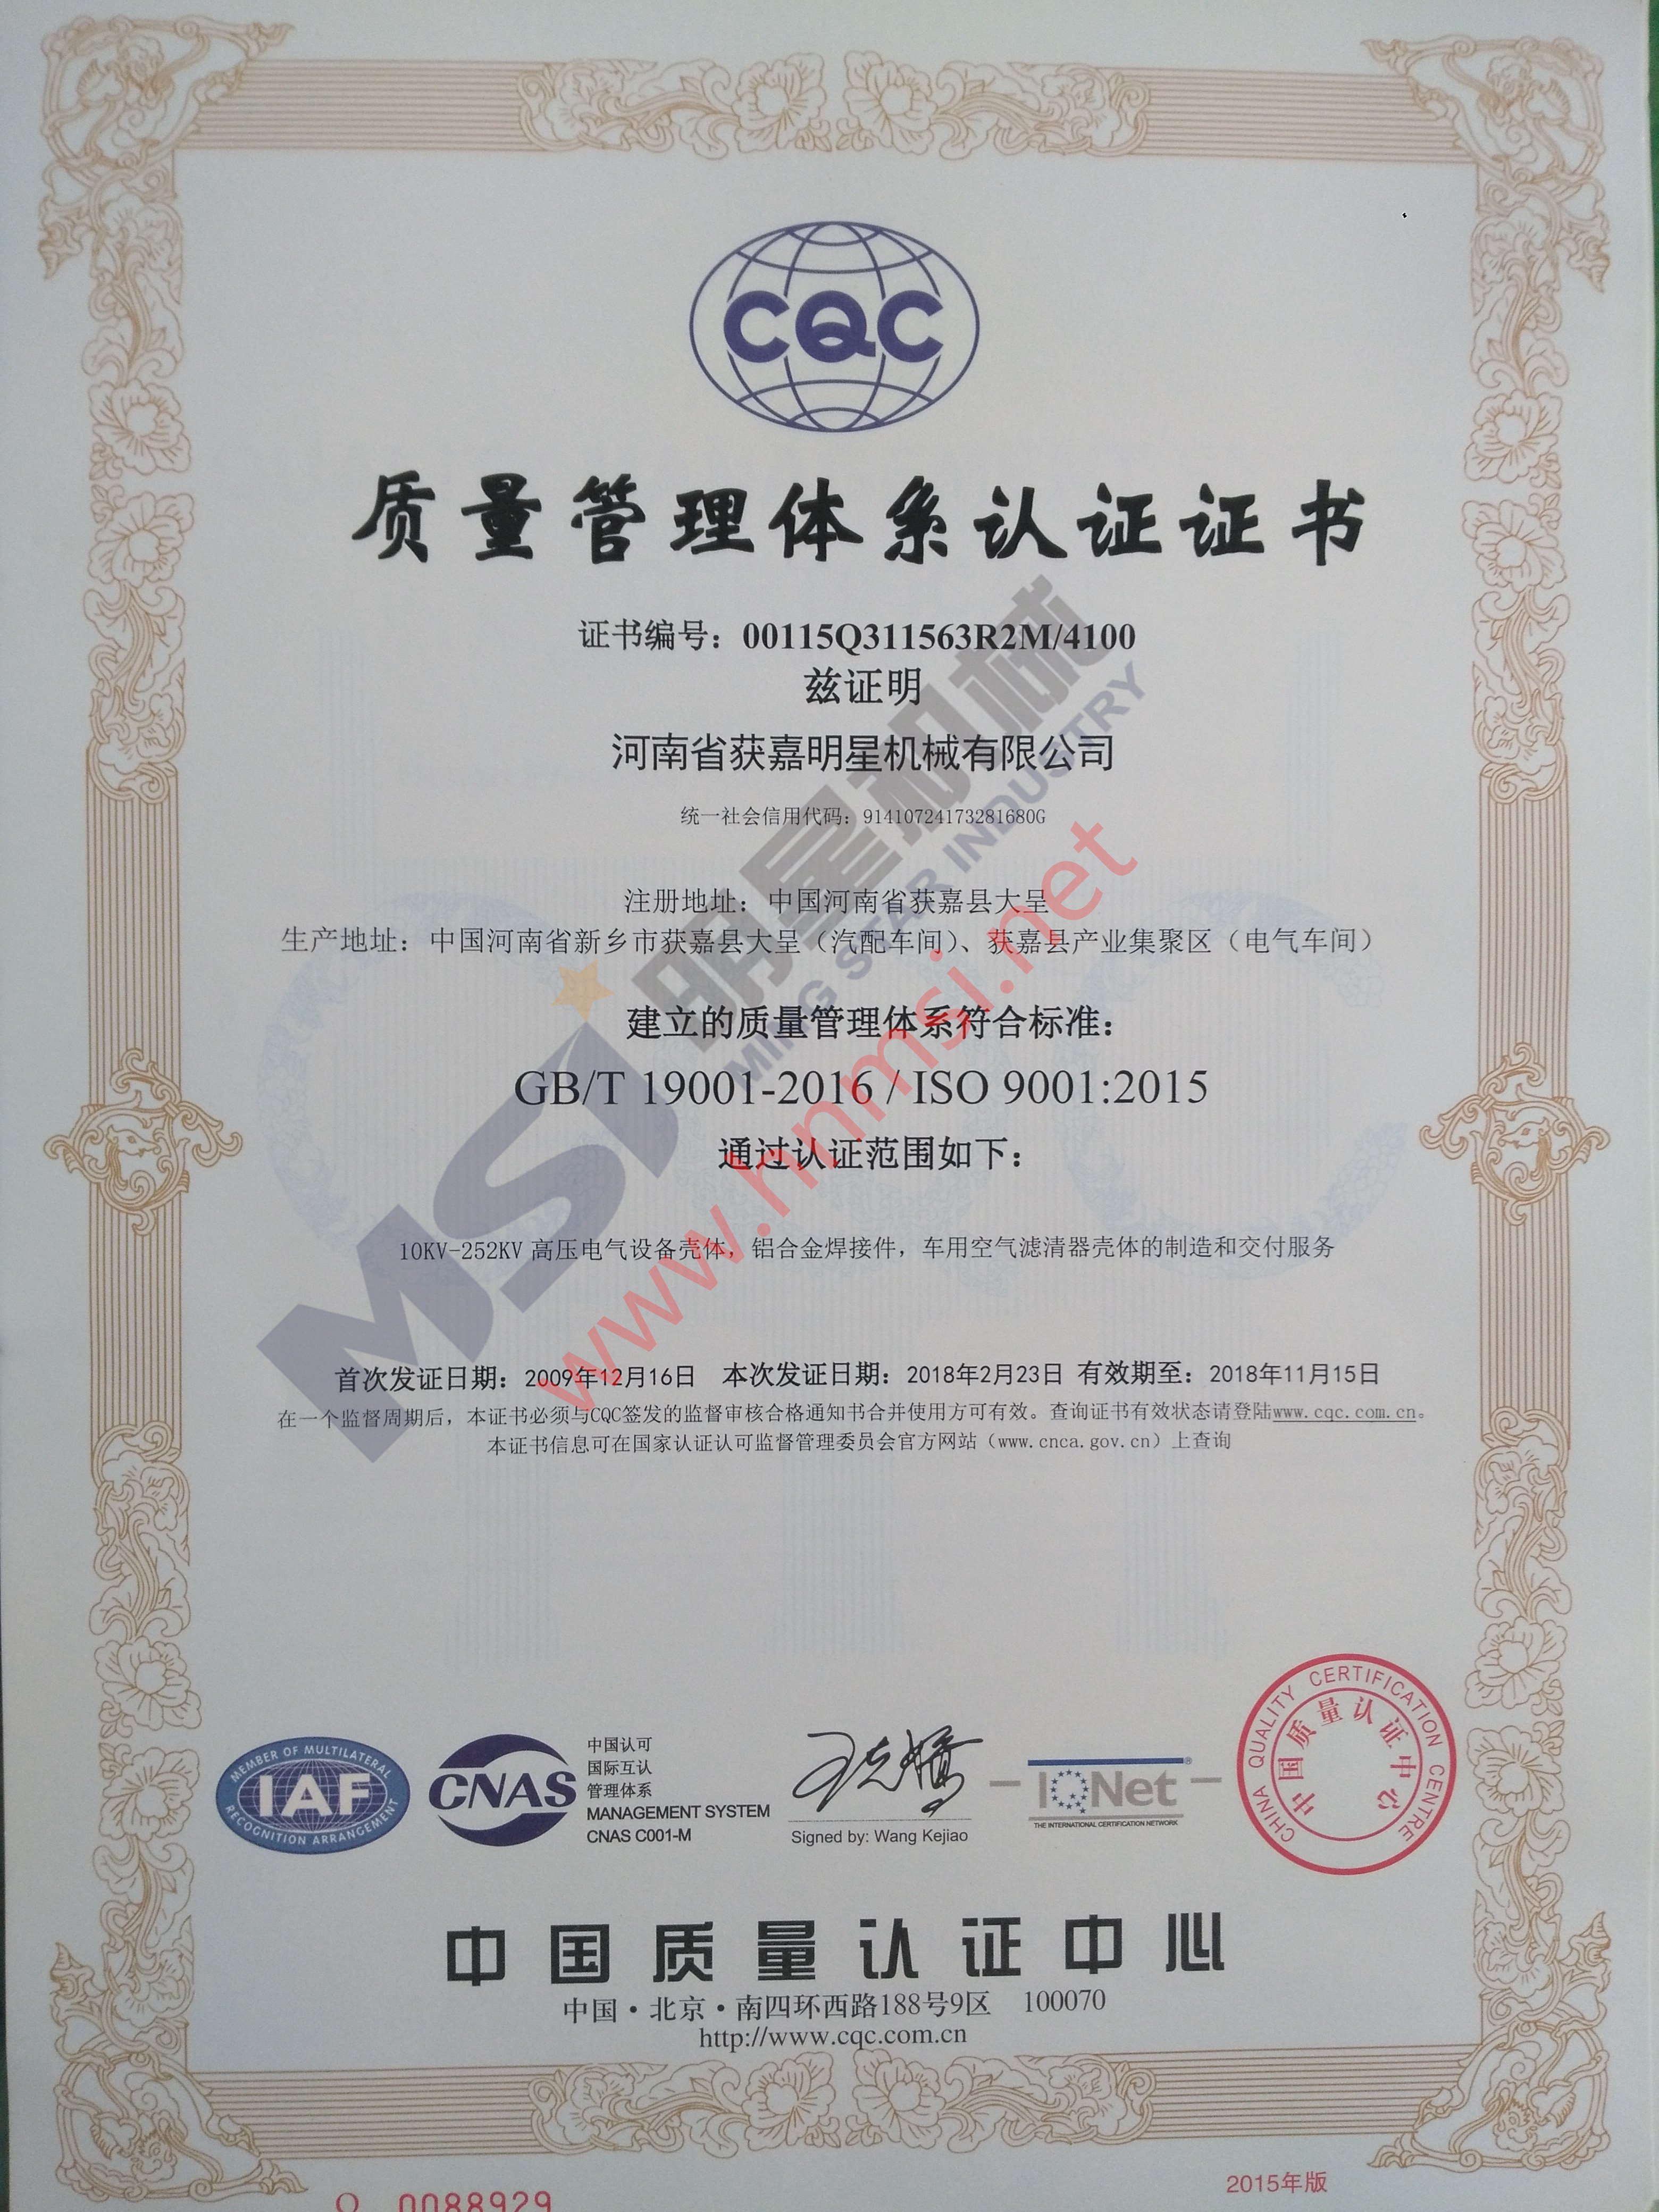 CQC
质量管理体系认证证书
证书编号：00115Q311563R2M/4100
兹证明
河南省获嘉明星机械有限公司
统一社会信用代码：91410724173281680G
注册地址：中国河南省获嘉县大呈
生产地址：中国河南省新乡市获嘉县大呈（汽配车间）、获嘉县产业集聚区（电气车间）
建立的质量管理体系符合标准：
GB/T 19001-2016 / ISO 9001:2015
通过认证范围如下：
10KV-252KV 高压电气设备壳体，铝合金焊接件，车用空气滤清器壳体的制造和交付服务
首次发证日期：2009年12月16日 本次发证日期：2018年2月23日 有效期至：2018年11月15日
在一个监督周期后，本证书必须与CQC签发的监督审核合格通知书合并使用方可有效。查询证书有效状态请登陆www.cqc.com.cn。
本证书信息可在国家认证认可监督管理委员会官方网站（www.cnca.gov.cn）上查询
MSI
明星机械
MING STAR INDUSTRY
www.hnmsi.net
MEMBER OF MULTILATERAL
IAF
RECOGNITION ARRANGEMENT
CNAS
中国认可
国际互认
管理体系
MANAGEMENT SYSTEM
CNAS C001-M
Signed by: Wang Kejiao
IQNet
THE INTERNATIONAL CERTIFICATION NETWORK
CHINA QUALITY CERTIFICATION CENTRE
中国质量认证中心
中国质量认证中心
中国·北京·南四环西路188号9区 100070
http://www.cqc.com.cn
2015年版
0088929